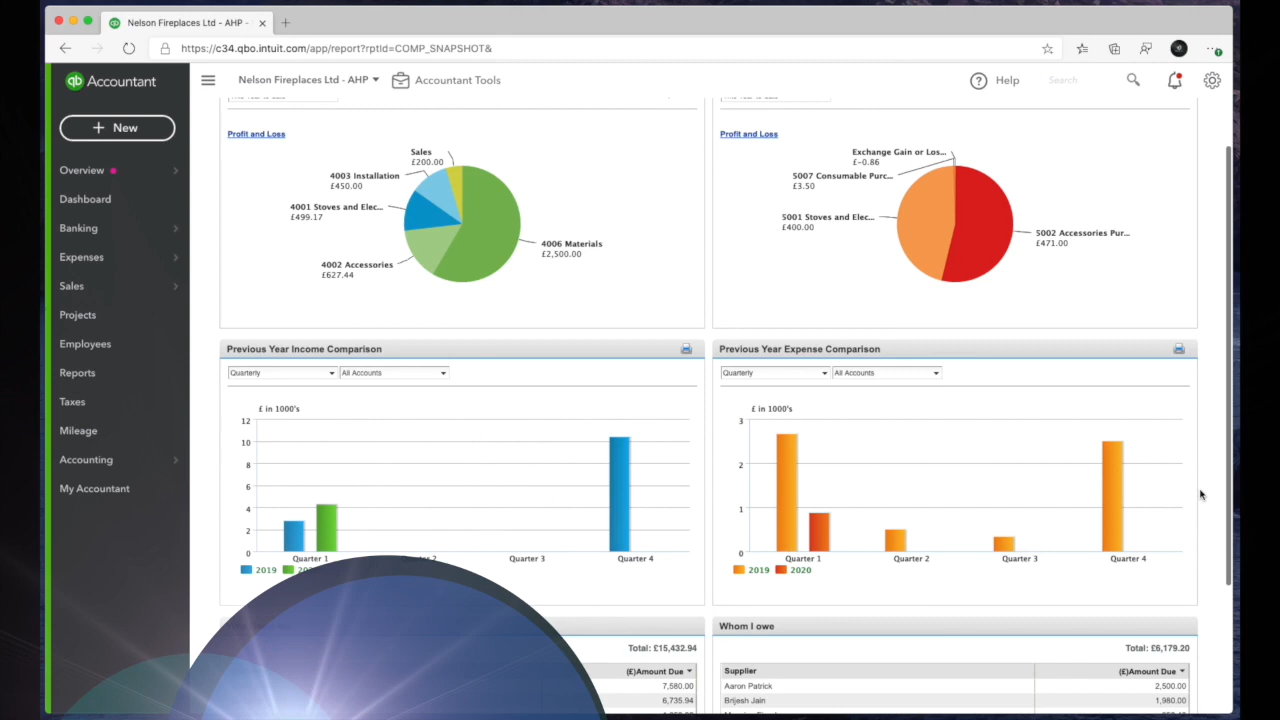 Nelson Fireplaces Ltd - AHP -
https://c34.qbo.intuit.com/app/report?rptId=COMP_SNAPSHOT&
qb Accountant
Nelson Fireplaces Ltd - AHP
Accountant Tools
Help
Search
+ New
Overview
Dashboard
Banking
Expenses
Sales
Projects
Employees
Reports
Taxes
Mileage
Accounting
My Accountant
Profit and Loss
Sales
£200.00
4003 Installation
£450.00
4001 Stoves and Elec...
£499.17
4002 Accessories
£627.44
4006 Materials
£2,500.00
Profit and Loss
Exchange Gain or Los...
£-0.86
5007 Consumable Purc...
£3.50
5001 Stoves and Elec...
£400.00
5002 Accessories Pur...
£471.00
Previous Year Income Comparison
Quarterly
All Accounts
£ in 1000's
12
10
8
6
4
2
0
Quarter 1
Quarter 3
Quarter 4
2019
Previous Year Expense Comparison
Quarterly
All Accounts
£ in 1000's
3
2
1
0
Quarter 1
Quarter 2
Quarter 3
Quarter 4
2019
2020
Total: £15,432.94
(£)Amount Due
7,580.00
6,735.94
Whom I owe
Total: £6,179.20
Supplier
(£)Amount Due
Aaron Patrick
2,500.00
Brijesh Jain
1,980.00